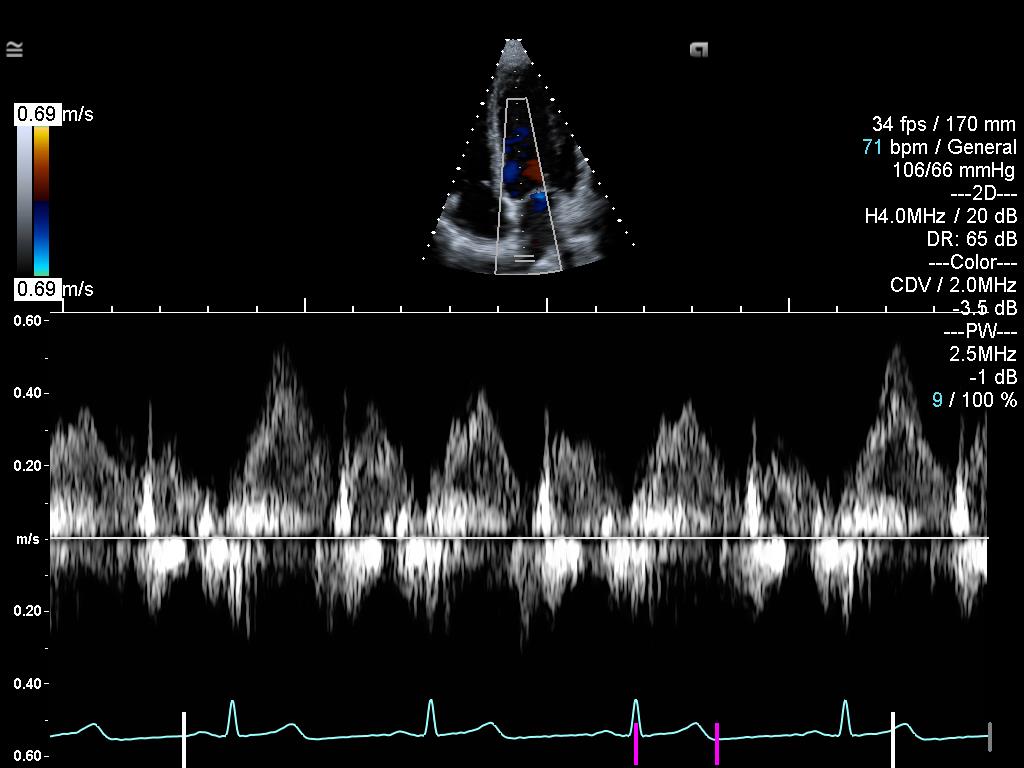 0.69 m/s
34 fps / 170 mm
71 bpm / General
106/66 mmHg
---2D---
H4.0MHz / 20 dB
DR: 65 dB
---Color---
CDV / 2.0MHz
-3.5 dB
---PW---
2.5MHz
-1 dB
9 / 100 %
0.69 m/s
0.60
0.40
0.20
m/s
0.20
0.40
0.60